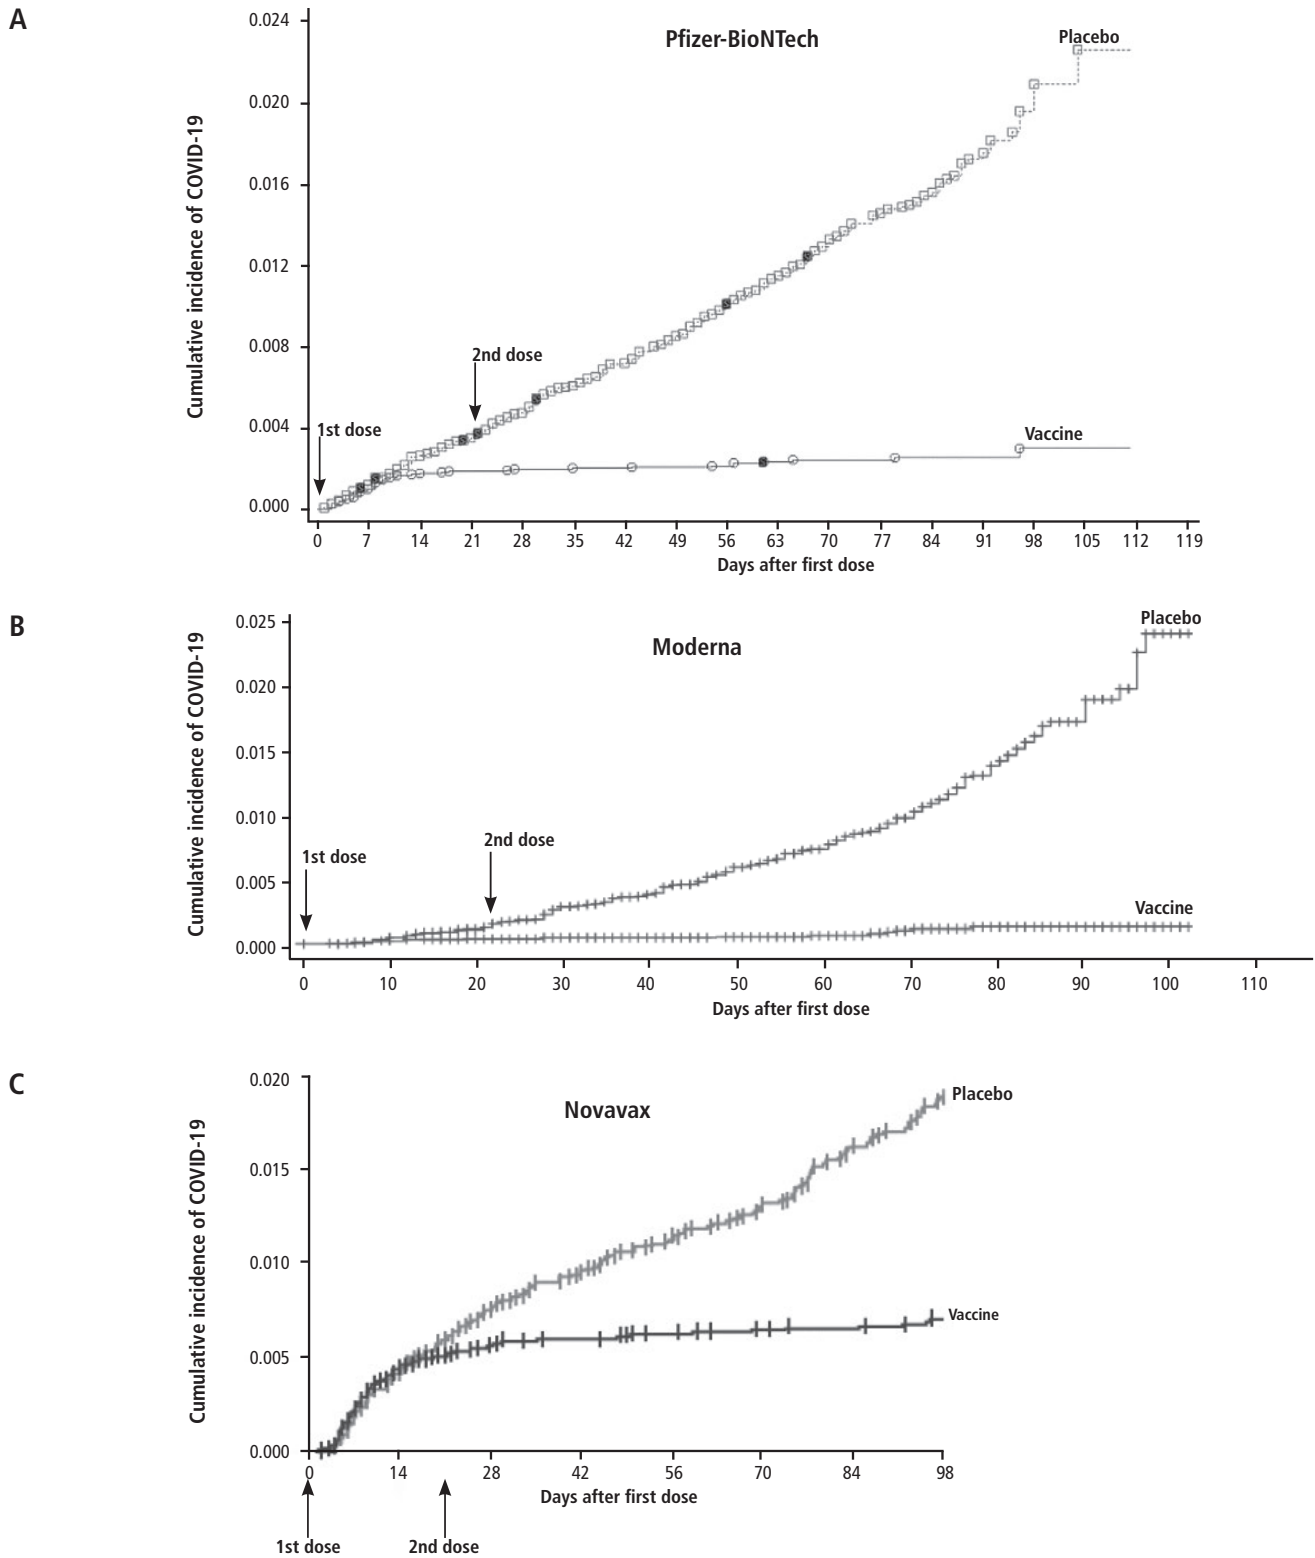 A
Pfizer-BioNTech
Cumulative incidence of COVID-19
0.024
0.020
0.016
0.012
0.008
0.004
0.000
Placebo
2nd dose
1st dose
Vaccine
0 7 14 21 28 35 42 49 56 63 70 77 84 91 98 105 112 119
Days after first dose
B
Moderna
Cumulative incidence of COVID-19
0.025
0.020
0.015
0.010
0.005
0.000
Placebo
2nd dose
1st dose
Vaccine
0 10 20 30 40 50 60 70 80 90 100 110
Days after first dose
C
Novavax
Cumulative incidence of COVID-19
0.020
0.015
0.010
0.005
0.000
Placebo
Vaccine
0 14 28 42 56 70 84 98
Days after first dose
1st dose 2nd dose